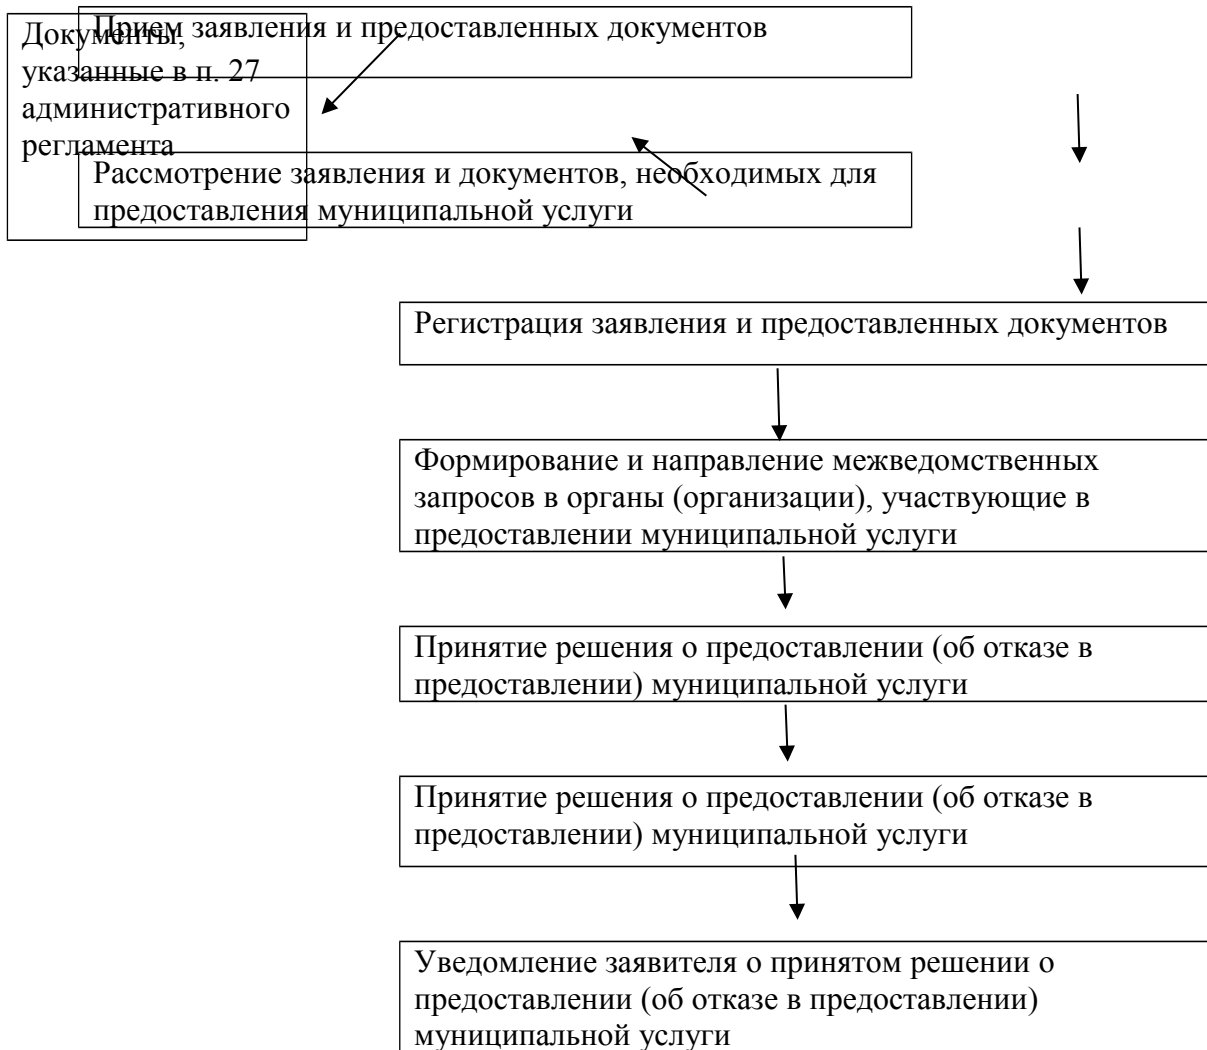 Прием заявления и предоставленных документов
Документы,
указанные в п. 27
административного
регламента
Рассмотрение заявления и документов, необходимых для
предоставления муниципальной услуги
Регистрация заявления и предоставленных документов
Формирование и направление межведомственных
запросов в органы (организации), участвующие в
предоставлении муниципальной услуги
Принятие решения о предоставлении (об отказе в
предоставлении) муниципальной услуги
Принятие решения о предоставлении (об отказе в
предоставлении) муниципальной услуги
Уведомление заявителя о принятом решении о
предоставлении (об отказе в предоставлении)
муниципальной услуги